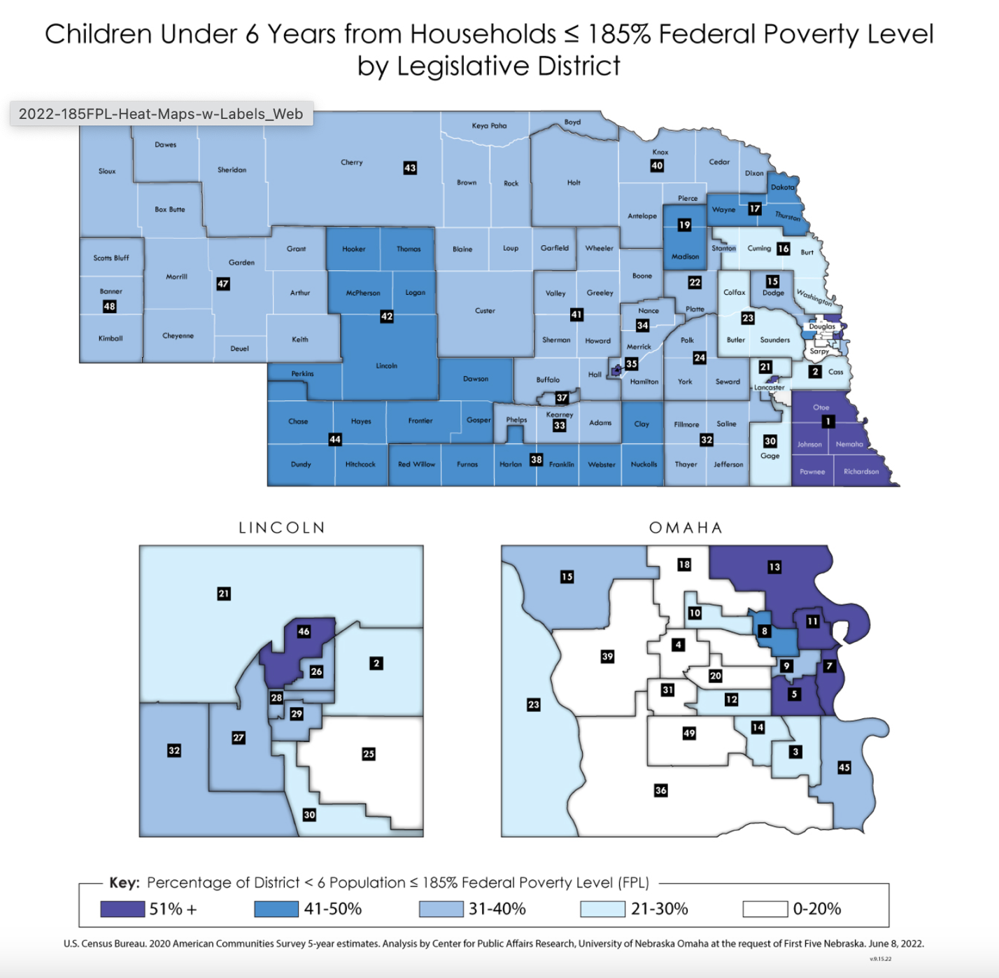 Children Under 6 Years from Households ≤ 185% Federal Poverty Level
by Legislative District
2022-185FPL-Heat-Maps-w-Labels_Web
Keya Paha
Boyd
Dawes
Sioux
Sheridan
Cherry
43
Brown
Rock
Holt
Knox
40
Cedar
Dixon
Dakota
Box Butte
Pierce
Antelope
Wayne
17
Thurston
19
Madison
Scotts Bluff
Grant
Hooker
Thomas
Blaine
Loup
Garfield
Wheeler
Stanton
Cuming
16
Burt
Garden
Morrill
47
Boone
22
15
Dodge
Washington
Banner
48
Arthur
McPherson
Logan
Custer
Valley
Greeley
Platte
Colfax
42
41
Nance
34
23
Douglas
Kimball
Cheyenne
Deuel
Keith
Sherman
Howard
Merrick
Polk
Butler
Saunders
Sarpy
Lincoln
24
35
21
2
Cass
Perkins
Dawson
Buffalo
Hall
Hamilton
York
Seward
Lancaster
37
Otoe
1
Chase
Hayes
Frontier
Gosper
Phelps
Kearney
33
Adams
Clay
Fillmore
Saline
44
32
30
Gage
Johnson
Nemaha
Dundy
Hitchcock
Red Willow
Furnas
Harlan
38
Franklin
Webster
Nuckolls
Thayer
Jefferson
Pawnee
Richardson
LINCOLN
21
46
26
2
28
29
27
32
25
30
OMAHA
18
13
15
10
11
8
4
39
9
7
20
31
5
12
23
14
49
3
45
36
Key: Percentage of District < 6 Population ≤ 185% Federal Poverty Level (FPL)
51% +
41-50%
31-40%
21-30%
0-20%
U.S. Census Bureau. 2020 American Communities Survey 5-year estimates. Analysis by Center for Public Affairs Research, University of Nebraska Omaha at the request of First Five Nebraska. June 8, 2022.
v.9.15.22